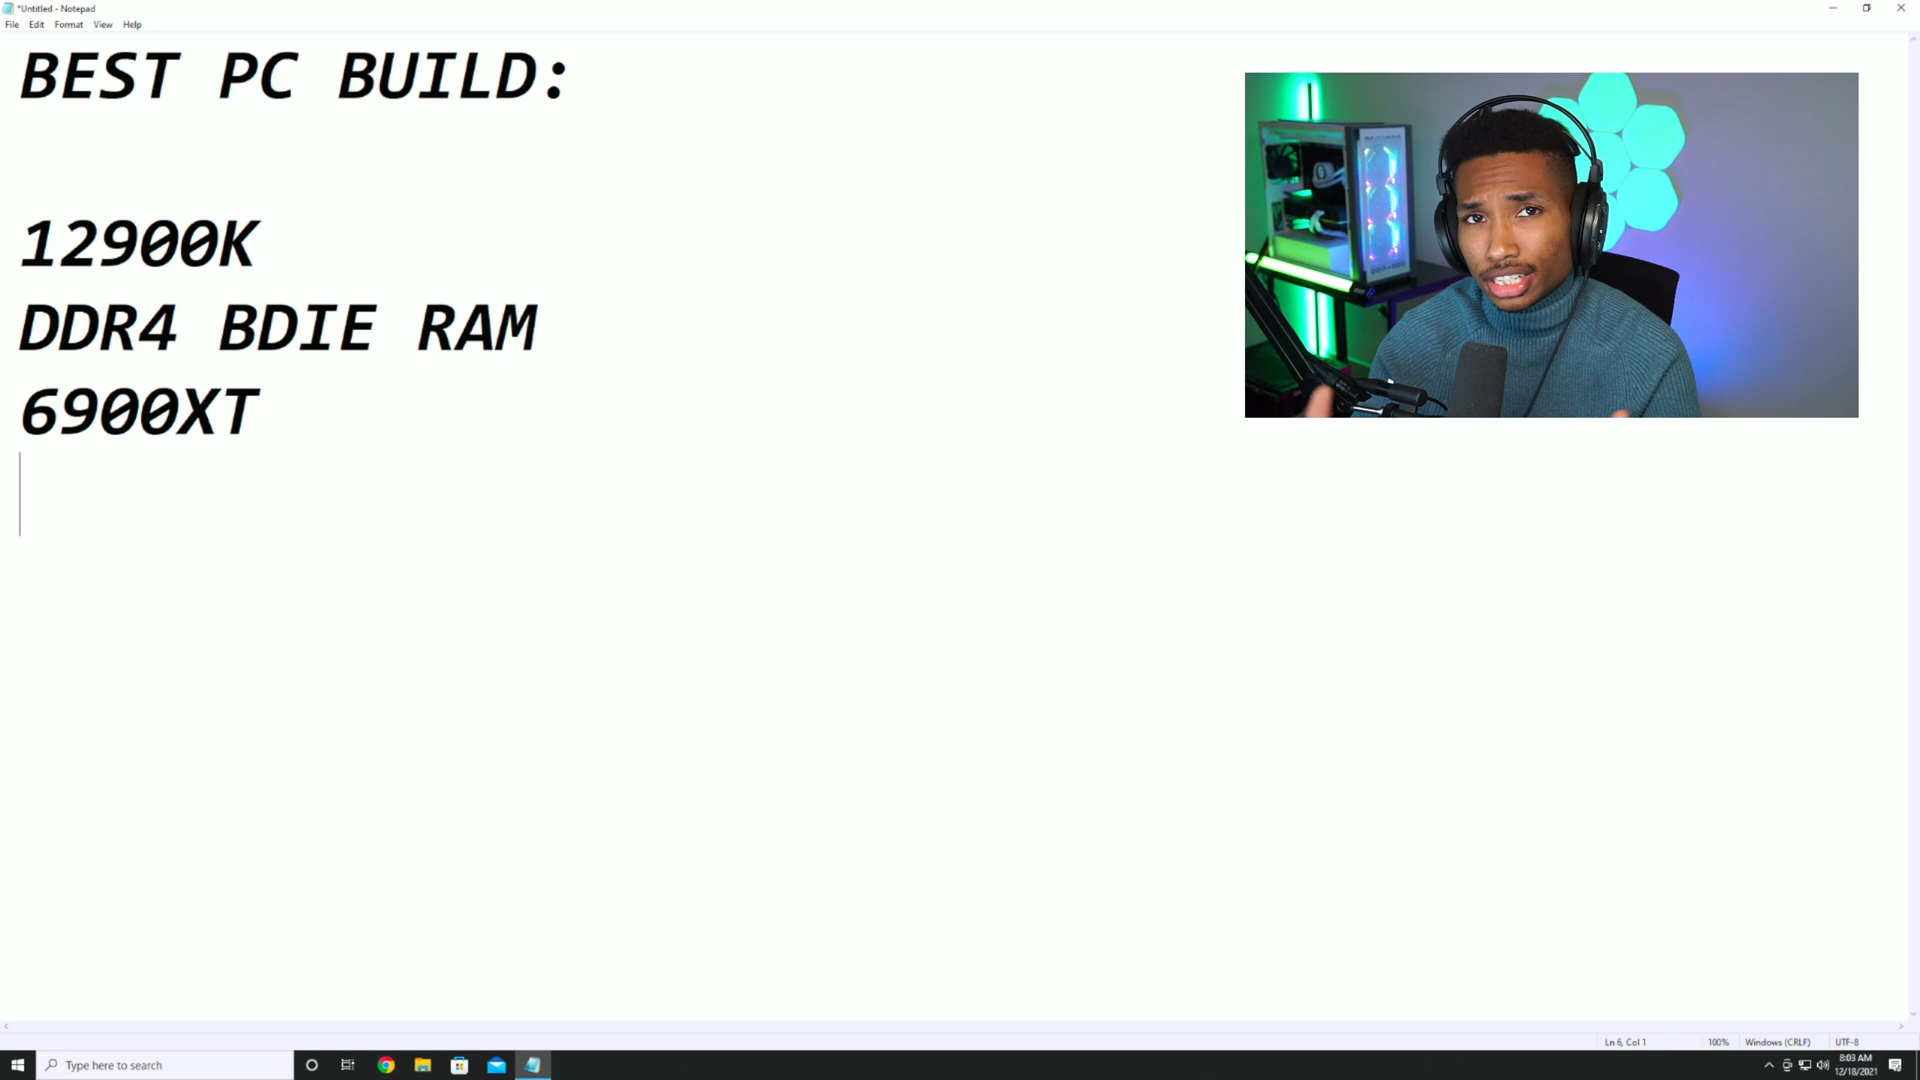 *Untitled - Notepad
File Edit Format View Help
BEST PC BUILD:
12900K
DDR4 BDIE RAM
6900XT
Ln 6, Col 1 100% Windows (CRLF) UTF-8
Type here to search
8:03 AM
12/18/2021